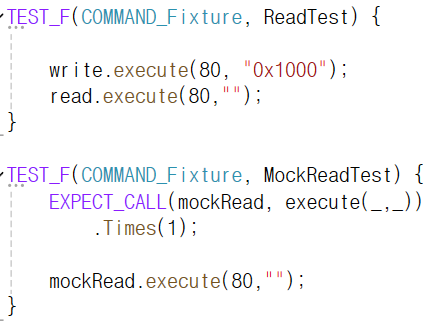 TEST_F(COMMAND_Fixture, ReadTest) {
write.execute(80, "0x1000");
read.execute(80,"");
}
TEST_F(COMMAND_Fixture, MockReadTest) {
EXPECT_CALL(mockRead, execute(_,_))
.Times(1);
mockRead.execute(80,"");
}